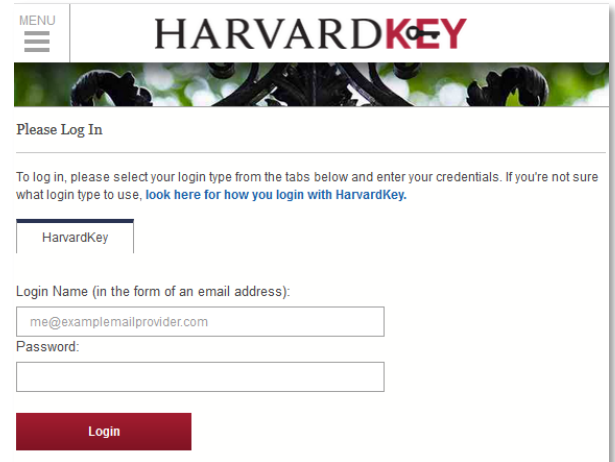 MENU
HARVARDKEY
Please Log In
To log in, please select your login type from the tabs below and enter your credentials. If you're not sure
what login type to use, look here for how you login with HarvardKey.
HarvardKey
Login Name (in the form of an email address):
me@examplemailprovider.com
Password:
Login